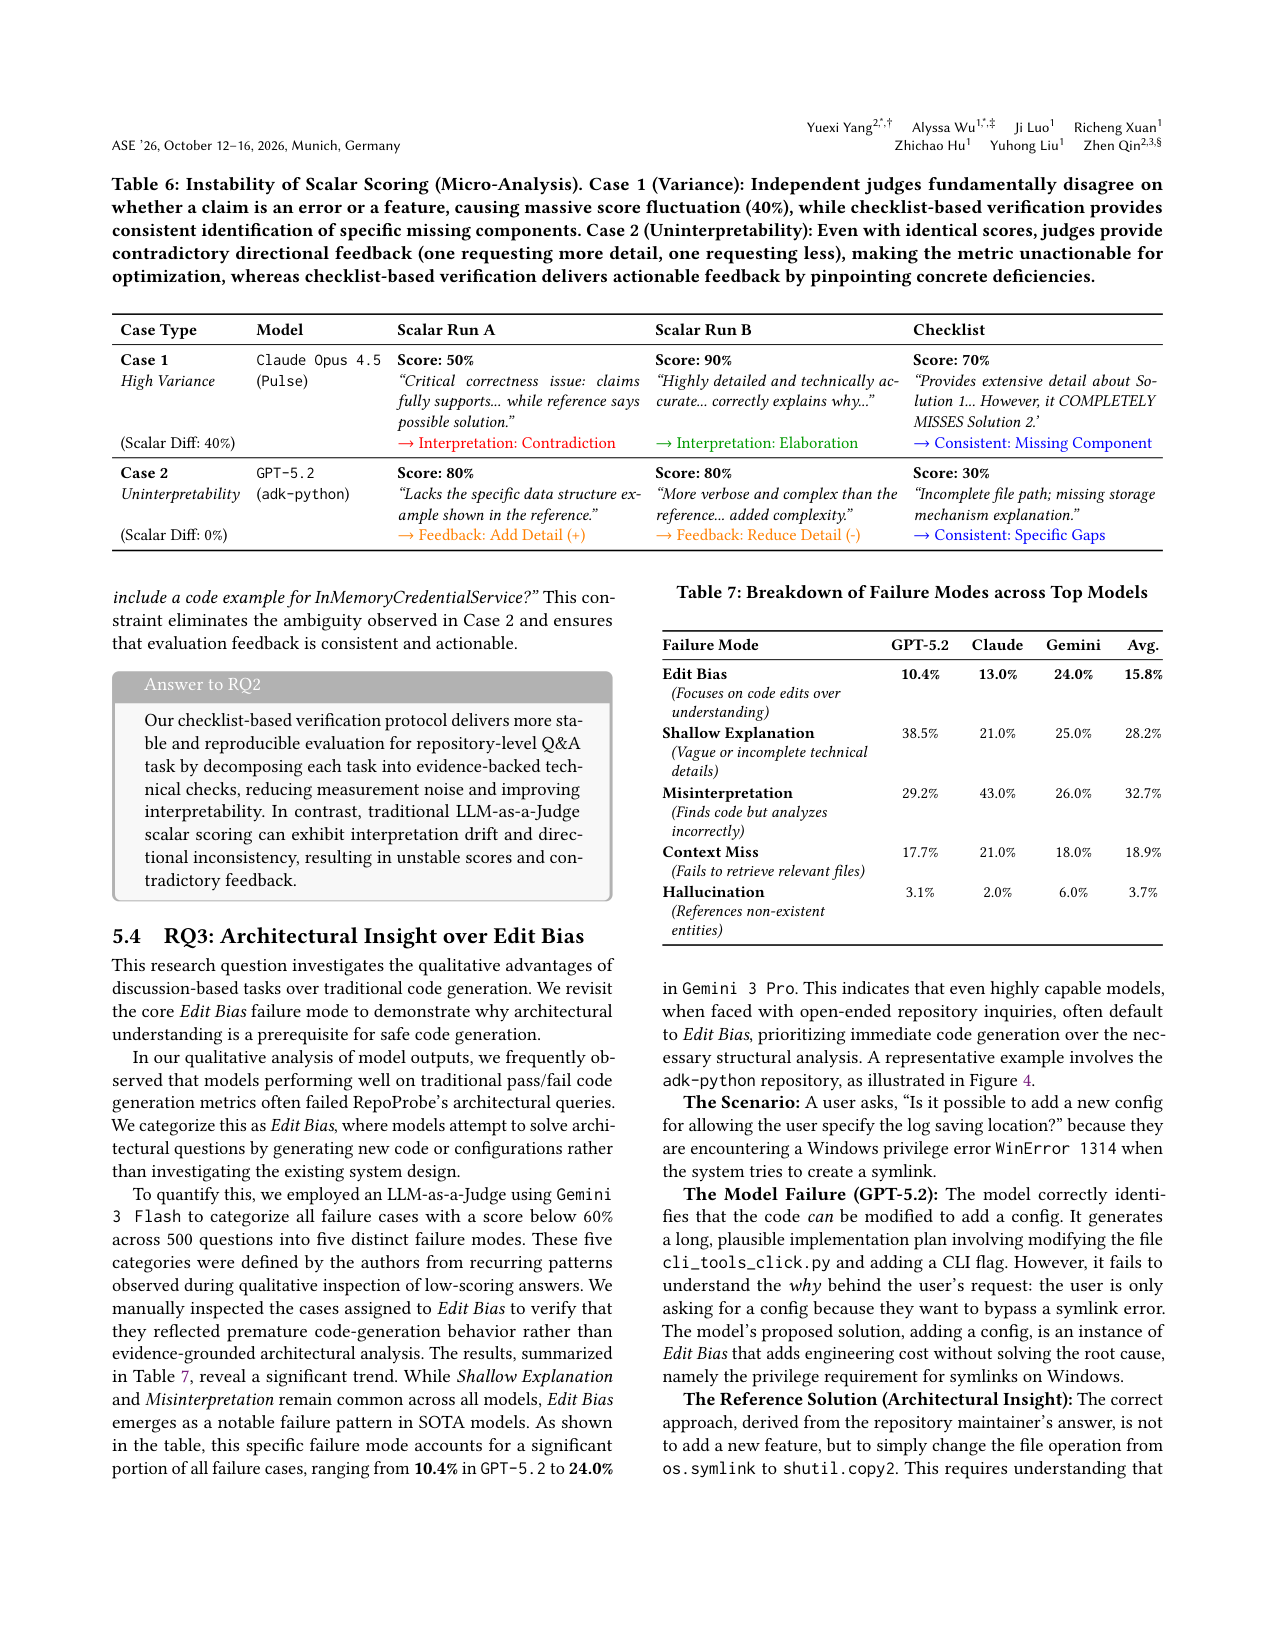 ASE ’26, October 12–16, 2026, Munich, Germany
Yuexi Yang2,*,† Alyssa Wu1,*,‡ Ji Luo1 Richeng Xuan1
Zhichao Hu1 Yuhong Liu1 Zhen Qin2,3,§
Table 6: Instability of Scalar Scoring (Micro-Analysis). Case 1 (Variance): Independent judges fundamentally disagree on
whether a claim is an error or a feature, causing massive score fluctuation (40%), while checklist-based verification provides
consistent identification of specific missing components. Case 2 (Uninterpretability): Even with identical scores, judges provide
contradictory directional feedback (one requesting more detail, one requesting less), making the metric unactionable for
optimization, whereas checklist-based verification delivers actionable feedback by pinpointing concrete deficiencies.
Case Type Model Scalar Run A Scalar Run B Checklist
Case 1 Claude Opus 4.5 Score: 50% Score: 90% Score: 70%
High Variance (Pulse) “Critical correctness issue: claims “Highly detailed and technically ac- “Provides extensive detail about So-
fully supports... while reference says curate... correctly explains why...” lution 1... However, it COMPLETELY
possible solution.” MISSES Solution 2.’
(Scalar Diff: 40%) → Interpretation: Contradiction → Interpretation: Elaboration → Consistent: Missing Component
Case 2 GPT-5.2 Score: 80% Score: 80% Score: 30%
Uninterpretability (adk-python) “Lacks the specific data structure ex- “More verbose and complex than the “Incomplete file path; missing storage
ample shown in the reference.” reference... added complexity.” mechanism explanation.”
(Scalar Diff: 0%) → Feedback: Add Detail (+) → Feedback: Reduce Detail (-) → Consistent: Specific Gaps
include a code example for InMemoryCredentialService?” This con-
straint eliminates the ambiguity observed in Case 2 and ensures
that evaluation feedback is consistent and actionable.
Answer to RQ2
Our checklist-based verification protocol delivers more sta-
ble and reproducible evaluation for repository-level Q&A
task by decomposing each task into evidence-backed tech-
nical checks, reducing measurement noise and improving
interpretability. In contrast, traditional LLM-as-a-Judge
scalar scoring can exhibit interpretation drift and direc-
tional inconsistency, resulting in unstable scores and con-
tradictory feedback.
5.4 RQ3: Architectural Insight over Edit Bias
This research question investigates the qualitative advantages of
discussion-based tasks over traditional code generation. We revisit
the core Edit Bias failure mode to demonstrate why architectural
understanding is a prerequisite for safe code generation.
In our qualitative analysis of model outputs, we frequently ob-
served that models performing well on traditional pass/fail code
generation metrics often failed RepoProbe’s architectural queries.
We categorize this as Edit Bias, where models attempt to solve archi-
tectural questions by generating new code or configurations rather
than investigating the existing system design.
To quantify this, we employed an LLM-as-a-Judge using Gemini
3 Flash to categorize all failure cases with a score below 60%
across 500 questions into five distinct failure modes. These five
categories were defined by the authors from recurring patterns
observed during qualitative inspection of low-scoring answers. We
manually inspected the cases assigned to Edit Bias to verify that
they reflected premature code-generation behavior rather than
evidence-grounded architectural analysis. The results, summarized
in Table 7, reveal a significant trend. While Shallow Explanation
and Misinterpretation remain common across all models, Edit Bias
emerges as a notable failure pattern in SOTA models. As shown
in the table, this specific failure mode accounts for a significant
portion of all failure cases, ranging from 10.4% in GPT-5.2 to 24.0%
Table 7: Breakdown of Failure Modes across Top Models
Failure Mode GPT-5.2 Claude Gemini Avg.
Edit Bias 10.4% 13.0% 24.0% 15.8%
(Focuses on code edits over
understanding)
Shallow Explanation 38.5% 21.0% 25.0% 28.2%
(Vague or incomplete technical
details)
Misinterpretation 29.2% 43.0% 26.0% 32.7%
(Finds code but analyzes
incorrectly)
Context Miss 17.7% 21.0% 18.0% 18.9%
(Fails to retrieve relevant files)
Hallucination 3.1% 2.0% 6.0% 3.7%
(References non-existent
entities)
in Gemini 3 Pro. This indicates that even highly capable models,
when faced with open-ended repository inquiries, often default
to Edit Bias, prioritizing immediate code generation over the nec-
essary structural analysis. A representative example involves the
adk-python repository, as illustrated in Figure 4.
The Scenario: A user asks, “Is it possible to add a new config
for allowing the user specify the log saving location?” because they
are encountering a Windows privilege error WinError 1314 when
the system tries to create a symlink.
The Model Failure (GPT-5.2): The model correctly identi-
fies that the code can be modified to add a config. It generates
a long, plausible implementation plan involving modifying the file
cli_tools_click.py and adding a CLI flag. However, it fails to
understand the why behind the user’s request: the user is only
asking for a config because they want to bypass a symlink error.
The model’s proposed solution, adding a config, is an instance of
Edit Bias that adds engineering cost without solving the root cause,
namely the privilege requirement for symlinks on Windows.
The Reference Solution (Architectural Insight): The correct
approach, derived from the repository maintainer’s answer, is not
to add a new feature, but to simply change the file operation from
os.symlink to shutil.copy2. This requires understanding that